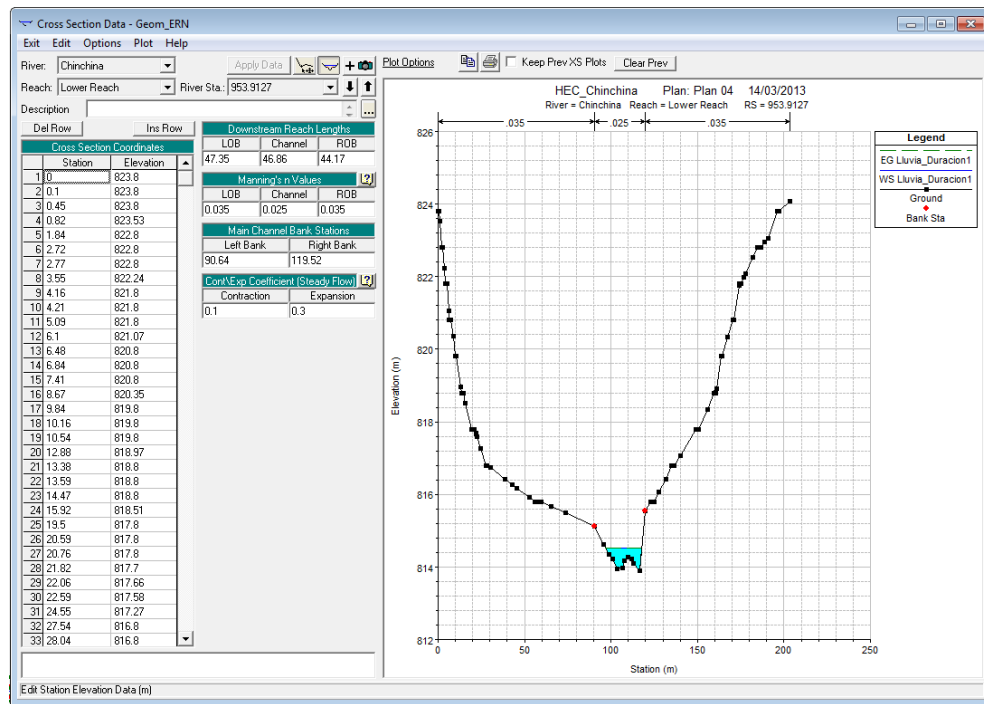 Cross Section Data - Geom_ERN
Exit Edit Options Plot Help
River: Chinchina Apply Data
Reach: Lower Reach River Sta.: 953.9127
Description ...
Del Row Ins Row
Cross Section Coordinates
Station Elevation
1 0 823.8
2 0.1 823.8
3 0.45 823.8
4 0.82 823.53
5 1.84 822.8
6 2.72 822.8
7 2.77 822.8
8 3.55 822.24
9 4.16 821.8
10 4.21 821.8
11 5.09 821.8
12 6.1 821.07
13 6.48 820.8
14 6.84 820.8
15 7.41 820.8
16 8.67 820.35
17 9.84 819.8
18 10.16 819.8
19 10.54 819.8
20 12.88 818.97
21 13.38 818.8
22 13.59 818.8
23 14.47 818.8
24 15.92 818.51
25 19.5 817.8
26 20.59 817.8
27 20.76 817.8
28 21.82 817.7
29 22.06 817.66
30 22.59 817.58
31 24.55 817.27
32 27.54 816.8
33 28.04 816.8
Downstream Reach Lengths
LOB Channel ROB
47.35 46.86 44.17
Manning's n Values
LOB Channel ROB
0.035 0.025 0.035
Main Channel Bank Stations
Left Bank Right Bank
90.64 119.52
Cont\Exp Coefficient (Steady Flow)
Contraction Expansion
0.1 0.3
Plot Options Keep Prev XS Plots Clear Prev
HEC_Chinchina Plan: Plan 04 14/03/2013
River = Chinchina Reach = Lower Reach RS = 953.9127
.035 .025 .035
826
824
822
820
818
816
814
812
Elevation (m)
0 50 100 150 200 250
Station (m)
Legend
EG Lluvia_Duracion1
WS Lluvia_Duracion1
Ground
Bank Sta
Edit Station Elevation Data (m)